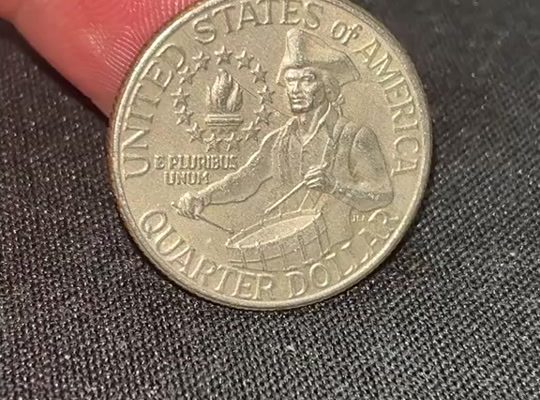 UNITED STATES of AMERICA
E PLURIBUS
UNUM
QUARTER DOLLAR